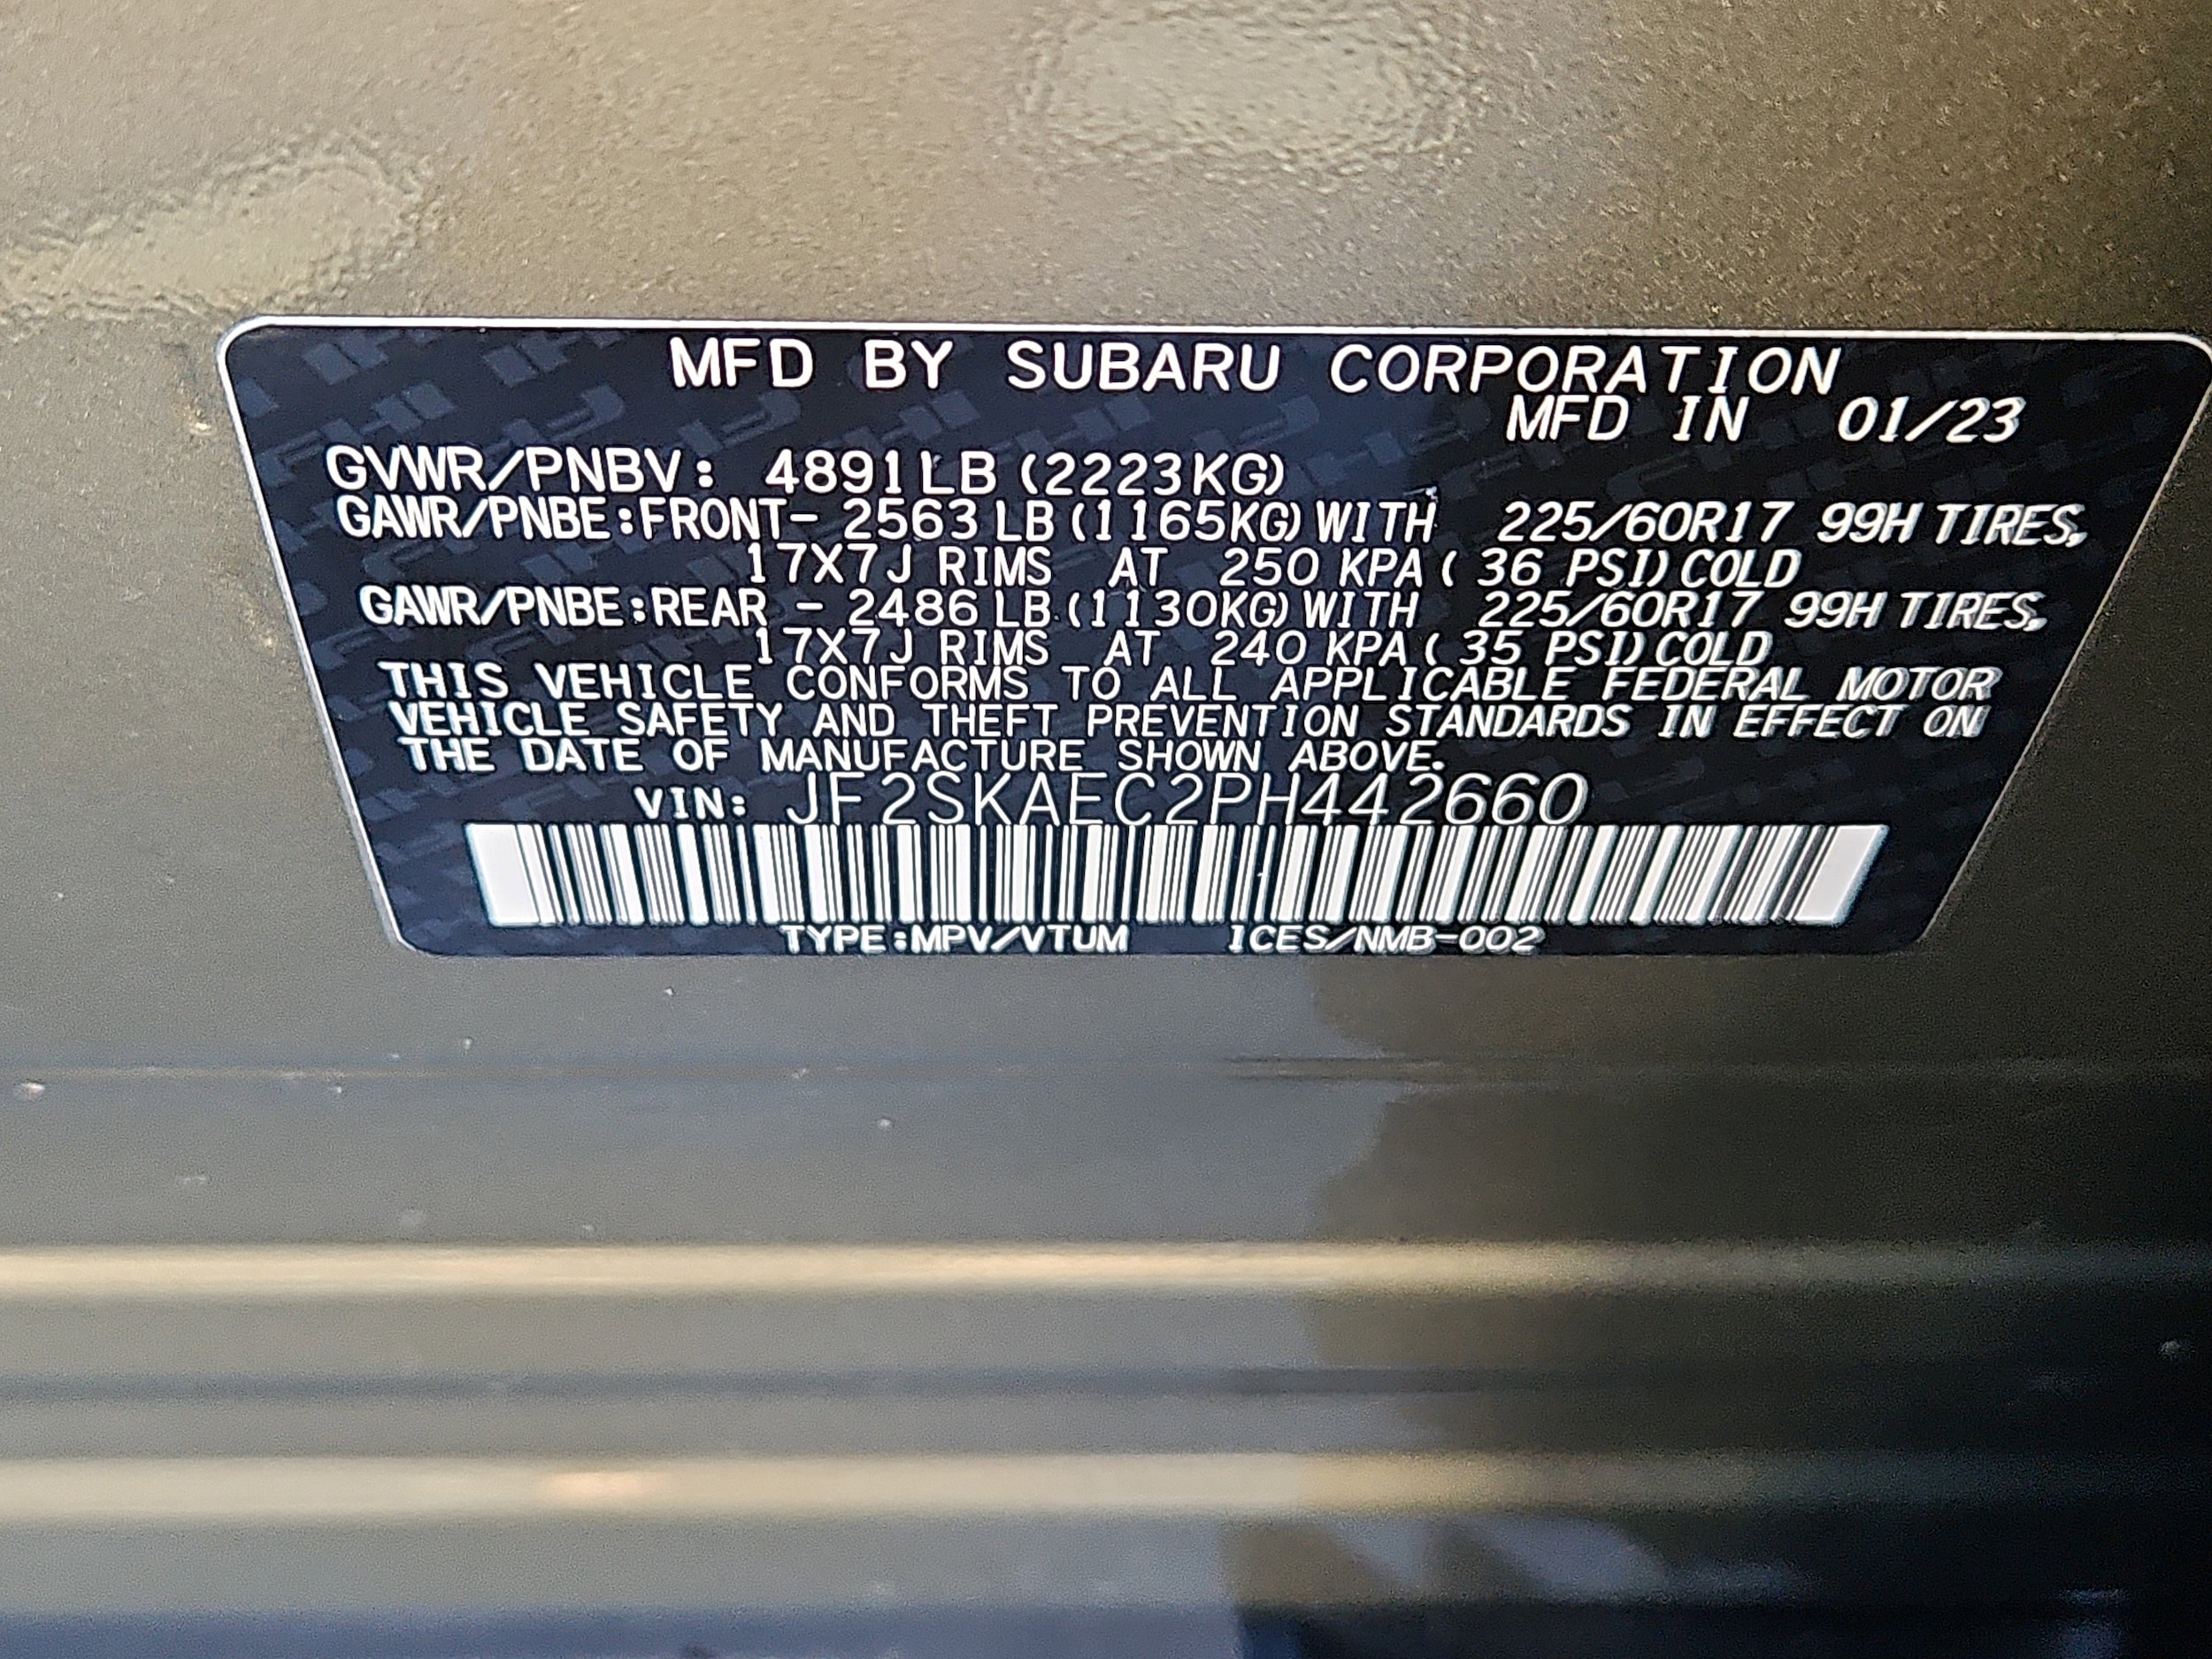 MFD BY SUBARU CORPORATION
MFD IN 01/23
GVWR/PNBV: 4891LB (2223KG)
GAWR/PNBE:FRONT- 2563 LB (1165KG) WITH 225/60R17 99H TIRES,
17X7J RIMS AT 250 KPA ( 36 PSI) COLD
GAWR/PNBE:REAR - 2486 LB (1130KG) WITH 225/60R17 99H TIRES,
17X7J RIMS AT 240 KPA ( 35 PSI) COLD
THIS VEHICLE CONFORMS TO ALL APPLICABLE FEDERAL MOTOR
VEHICLE SAFETY AND THEFT PREVENTION STANDARDS IN EFFECT ON
THE DATE OF MANUFACTURE SHOWN ABOVE.
VIN: JF2SKAEC2PH442660
TYPE:MPV/VTUM ICES/NMB-002